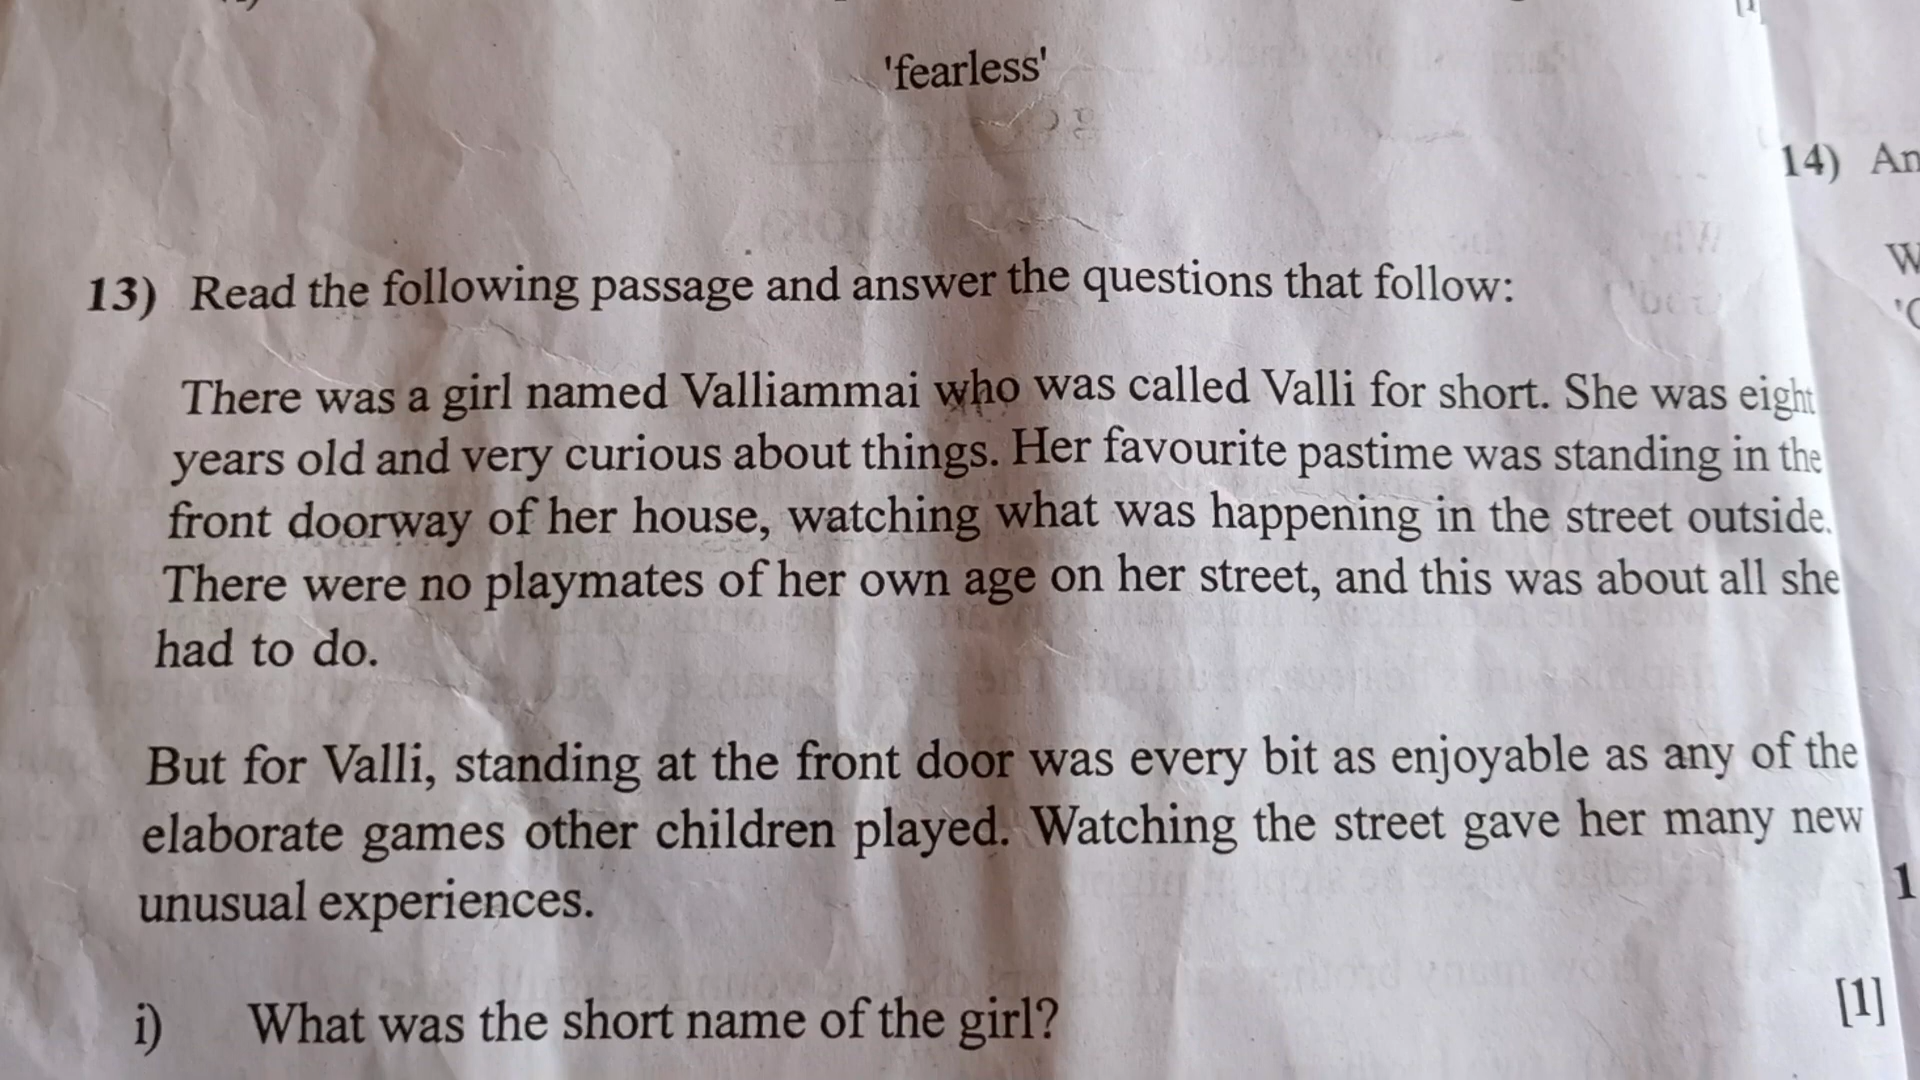 'fearless'
13) Read the following passage and answer the questions that follow:
There was a girl named Valliammai who was called Valli for short. She was eight
years old and very curious about things. Her favourite pastime was standing in the
front doorway of her house, watching what was happening in the street outside.
There were no playmates of her own age on her street, and this was about all she
had to do.
But for Valli, standing at the front door was every bit as enjoyable as any of the
elaborate games other children played. Watching the street gave her many new
unusual experiences.
i) What was the short name of the girl? [1]
14) An
W
'C
1